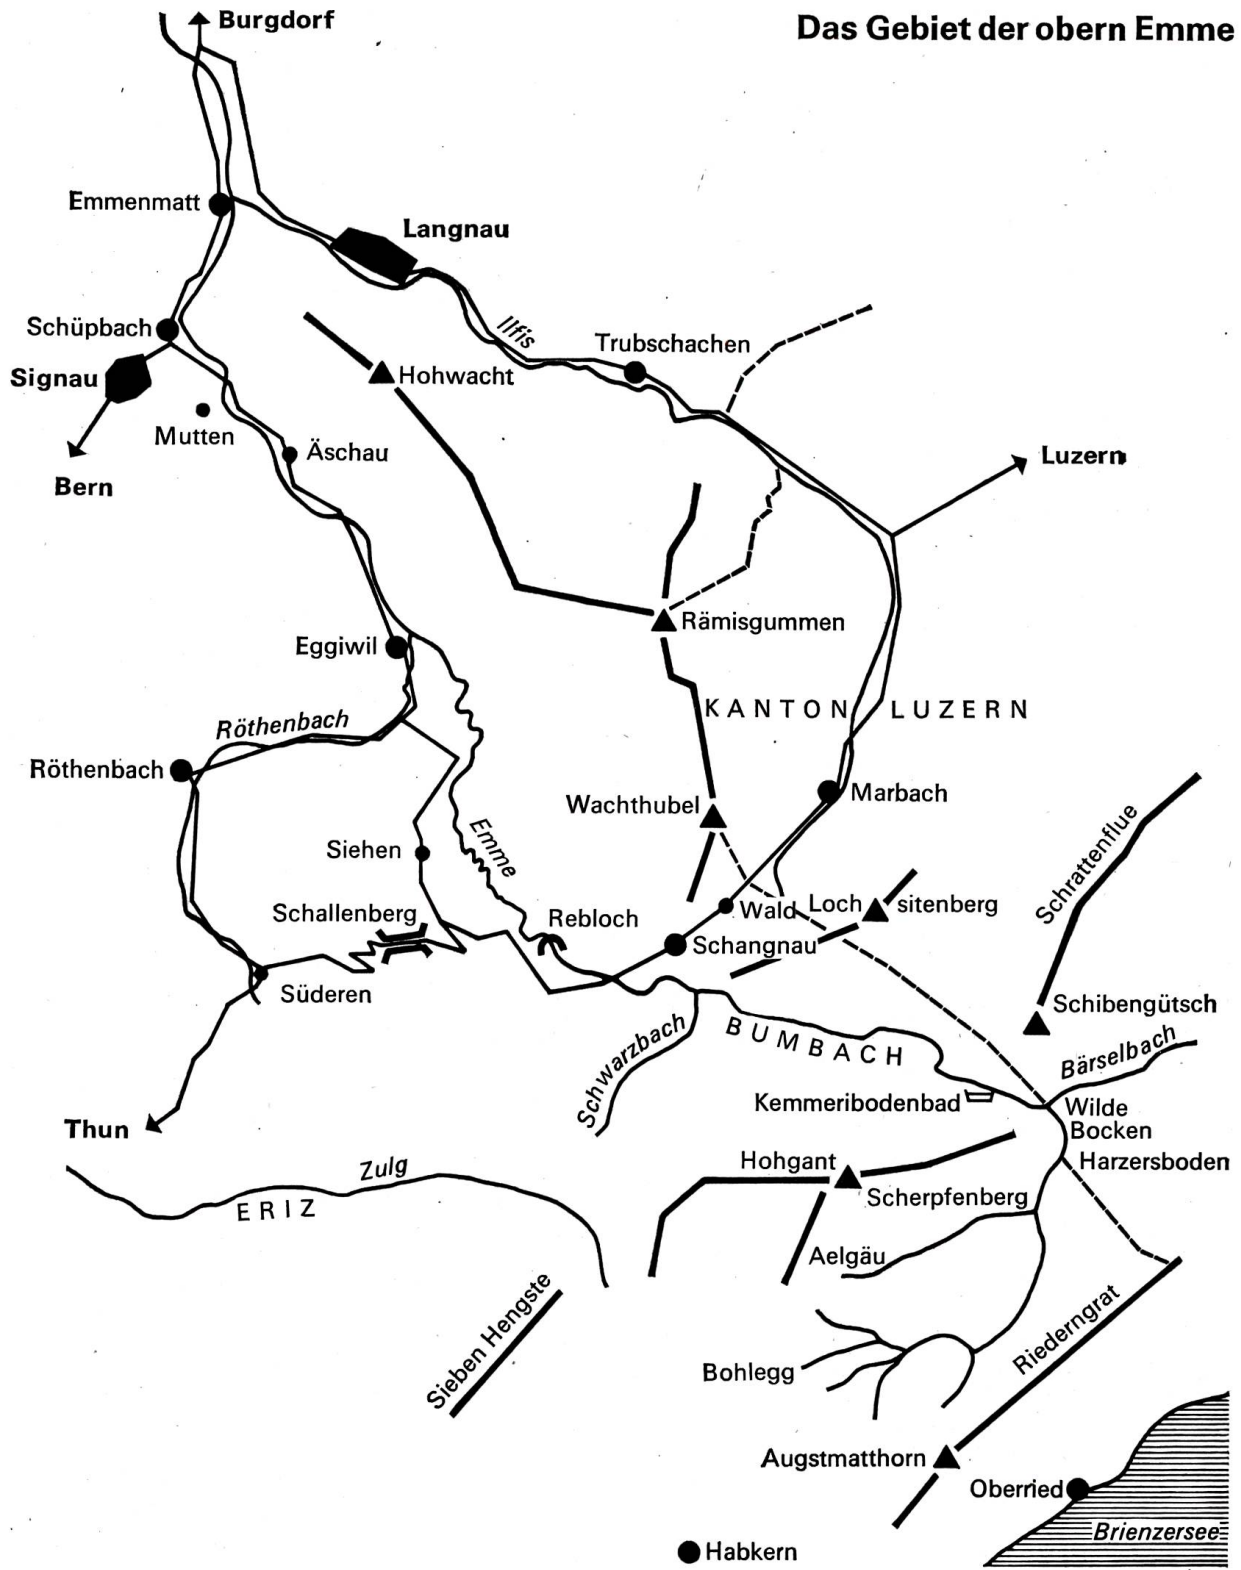 Burgdorf
Das Gebiet der obern Emme
Emmenmatt
Langnau
Schüpbach
Ilfis
Trubschachen
Signau
Hohwacht
Mutten
Äschau
Luzern
Bern
Rämisgummen
Eggiwil
KANTON LUZERN
Röthenbach
Röthenbach
Marbach
Wachthubel
Emme
Siehen
Schrattenflue
Schallenberg
Rebloch
Wald
Loch sitenberg
Schangnau
Süderen
Schibengütsch
Schwarzbach
BUMBACH
Bärselbach
Kemmeribodenbad
Wilde
Bocken
Thun
Harzersboden
Zulg
Hohgant
ERIZ
Scherpfenberg
Aelgäu
Sieben Hengste
Riederngrat
Bohlegg
Augstmatthorn
Oberried
Brienzersee
Habkern